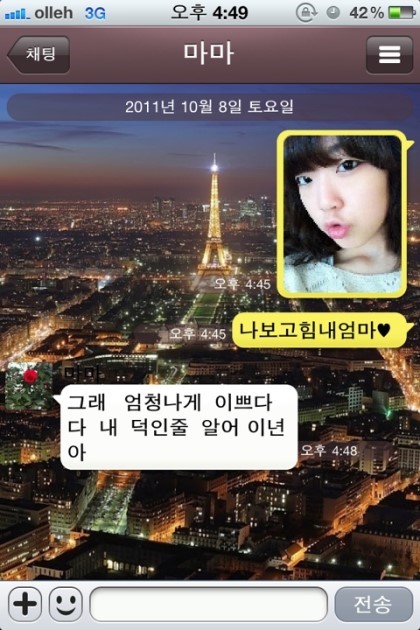 olleh 3G 오후 4:49 42%
채팅 마마
2011년 10월 8일 토요일
오후 4:45
나보고힘내엄마♥
오후 4:45
마마
그래 엄청나게 이쁘다
다 내 덕인줄 알어 이년
아
오후 4:48
전송